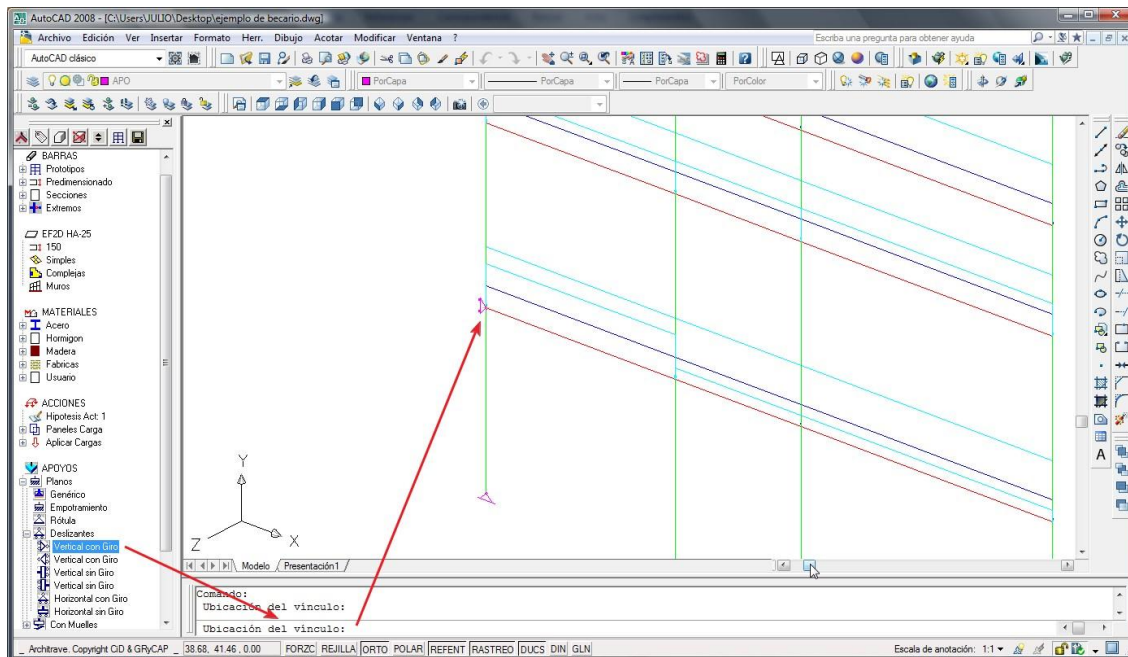 AutoCAD 2008 - [C:\Users\JULIO\Desktop\ejemplo de becario.dwg]
Archivo Edición Ver Insertar Formato Herr. Dibujo Acotar Modificar Ventana ? Escriba una pregunta para obtener ayuda
AutoCAD clásico
APO PorCapa PorCapa PorCapa PorColor
BARRAS
Prototipos
Predimensionado
Secciones
Extremos
EF2D HA-25
150
Simples
Complejas
Muros
MATERIALES
Acero
Hormigon
Madera
Fabricas
Usuario
ACCIONES
Hipotesis Act: 1
Paneles Carga
Aplicar Cargas
APOYOS
Planos
Genérico
Empotramiento
Rótula
Deslizantes
Vertical con Giro
Vertical con Giro
Vertical sin Giro
Vertical sin Giro
Horizontal con Giro
Horizontal sin Giro
Con Muelles
Y
Z
X
Modelo Presentación1
Comando:
Ubicación del vínculo:
Ubicación del vínculo:
_ Architrave. Copyright CiD & GRyCAP _ 38.68, 41.46, 0.00 FORZC REJILLA ORTO POLAR REFENT RASTREO DUCS DIN GLN Escala de anotación: 1:1